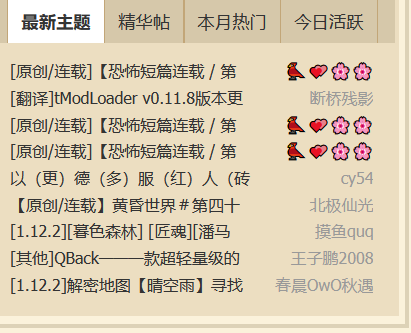 最新主题 精华帖 本月热门 今日活跃
[原创/连载]【恐怖短篇连载 / 第
[翻译]tModLoader v0.11.8版本更 断桥残影
[原创/连载]【恐怖短篇连载 / 第
[原创/连载]【恐怖短篇连载 / 第
以（更）德（多）服（红）人（砖 cy54
【原创/连载】黄昏世界＃第四十 北极仙光
[1.12.2][暮色森林] [匠魂][潘马 摸鱼quq
[其他]QBack———一款超轻量级的 王子鹏2008
[1.12.2]解密地图【晴空雨】寻找 春晨OwO秋遇